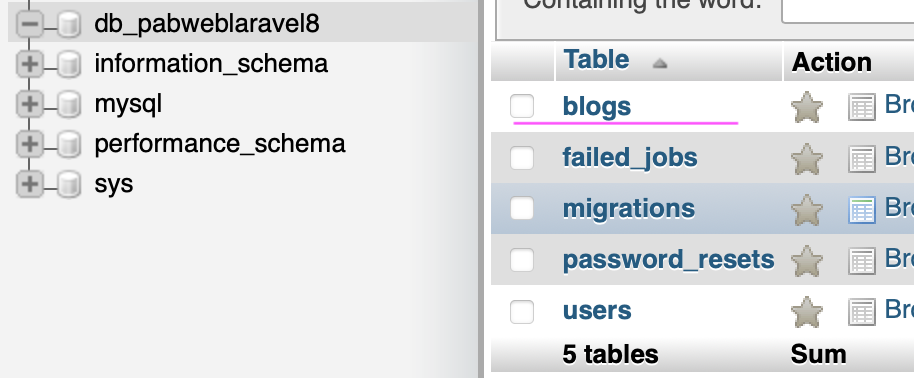 db_pabweblaravel8
information_schema
mysql
performance_schema
sys
Containing the word:
Table Action
blogs Bro
failed_jobs Bro
migrations Bro
password_resets Bro
users Bro
5 tables Sum